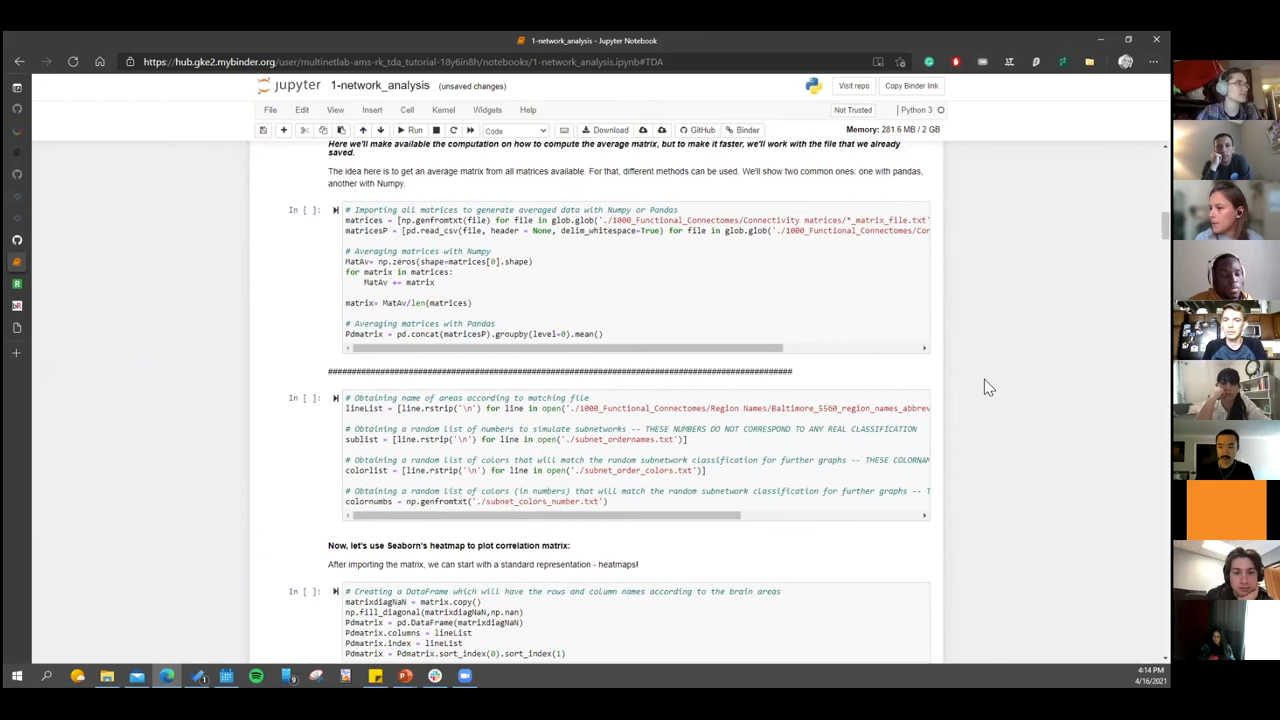 1-network_analysis - Jupyter Notebook
https://hub.gke2.mybinder.org/user/multinetlab-ams-rk_tda_tutorial-18y6in8h/notebooks/1-network_analysis.ipynb#TDA
jupyter 1-network_analysis (unsaved changes)
Visit repo Copy Binder link
File Edit View Insert Cell Kernel Widgets Help
Not Trusted Python 3
Run Code Download GitHub Binder Memory: 281.6 MB / 2 GB
Here we'll make available the computation on how to compute the average matrix, but to make it faster, we'll work with the file that we already
saved.
The idea here is to get an average matrix from all matrices available. For that, different methods can be used. We'll show two common ones: one with pandas,
another with Numpy.
In [ ]: # Importing all matrices to generate averaged data with Numpy or Pandas
matrices = [np.genfromtxt(file) for file in glob.glob('./1000_Functional_Connectomes/Connectivity matrices/*_matrix_file.txt'
matricesP = [pd.read_csv(file, header = None, delim_whitespace=True) for file in glob.glob('./1000_Functional_Connectomes/Cor
# Averaging matrices with Numpy
MatAv= np.zeros(shape=matrices[0].shape)
for matrix in matrices:
MatAv += matrix
matrix= MatAv/len(matrices)
# Averaging matrices with Pandas
Pdmatrix = pd.concat(matricesP).groupby(level=0).mean()
####################################################################################################
In [ ]: # Obtaining name of areas according to matching file
lineList = [line.rstrip('\n') for line in open('./1000_Functional_Connectomes/Region Names/Baltimore_5560_region_names_abbrev
# Obtaining a random list of numbers to simulate subnetworks -- THESE NUMBERS DO NOT CORRESPOND TO ANY REAL CLASSIFICATION
sublist = [line.rstrip('\n') for line in open('./subnet_ordernames.txt')]
# Obtaining a random list of colors that will match the random subnetwork classification for further graphs -- THESE COLORNA
colorlist = [line.rstrip('\n') for line in open('./subnet_order_colors.txt')]
# Obtaining a random list of colors (in numbers) that will match the random subnetwork classification for further graphs -- T
colornumbs = np.genfromtxt('./subnet_colors_number.txt')
Now, let's use Seaborn's heatmap to plot correlation matrix:
After importing the matrix, we can start with a standard representation - heatmaps!
In [ ]: # Creating a DataFrame which will have the rows and column names according to the brain areas
matrixdiagNaN = matrix.copy()
np.fill_diagonal(matrixdiagNaN,np.nan)
Pdmatrix = pd.DataFrame(matrixdiagNaN)
Pdmatrix.columns = lineList
Pdmatrix.index = lineList
Pdmatrix = Pdmatrix.sort_index(0).sort_index(1)
4:14 PM
4/16/2021